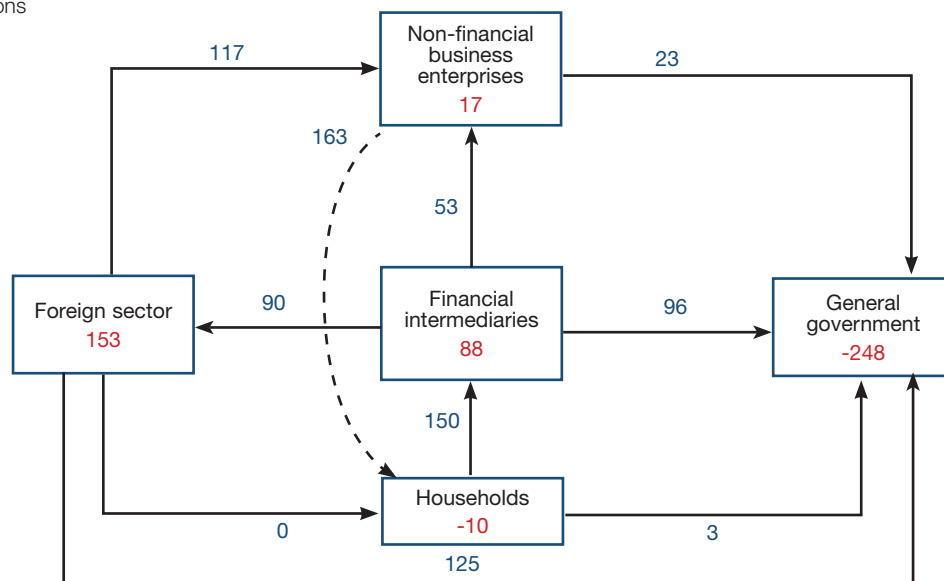 ons
117
Non-financial
business
enterprises
17
23
163
53
Foreign sector
153
90
Financial
intermediaries
88
96
General
government
-248
150
Households
-10
0
3
125